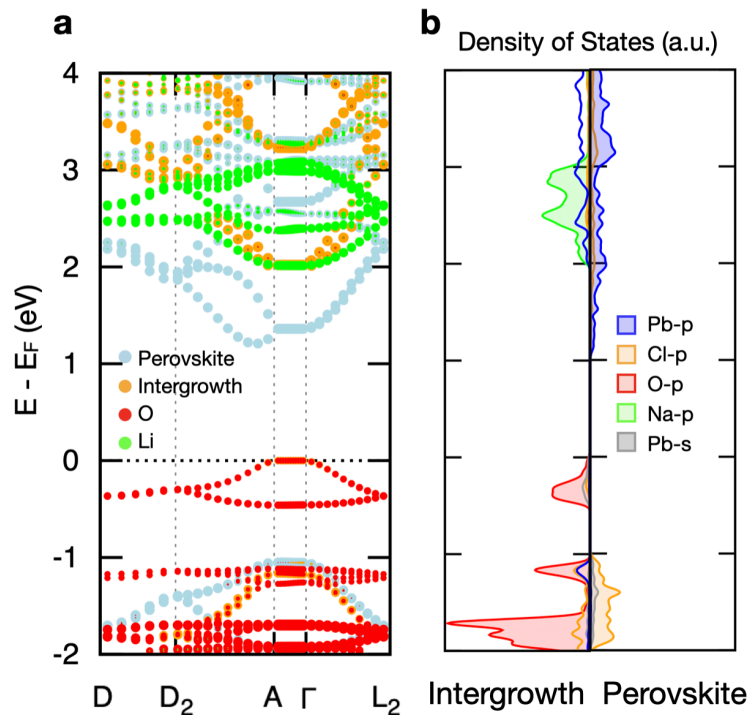 a
b
Density of States (a.u.)
4
3
2
1
0
-1
-2
E - EF (eV)
Perovskite
Intergrowth
O
Li
Pb-p
Cl-p
O-p
Na-p
Pb-s
D
D2
A
Γ
L2
Intergrowth
Perovskite